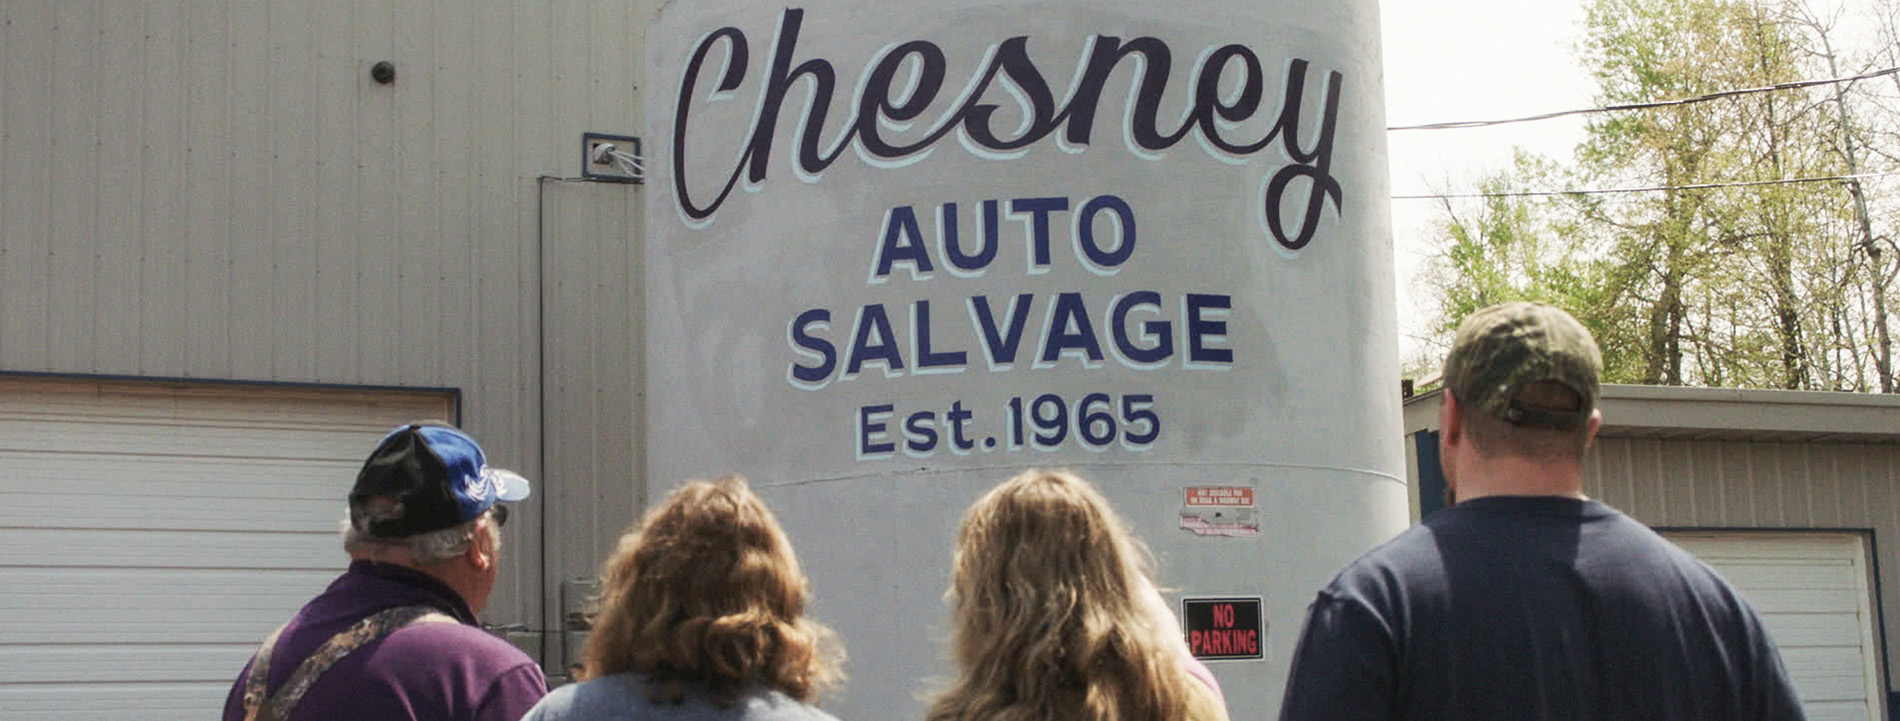 Chesney
AUTO
SALVAGE
Est. 1965
NO
PARKING